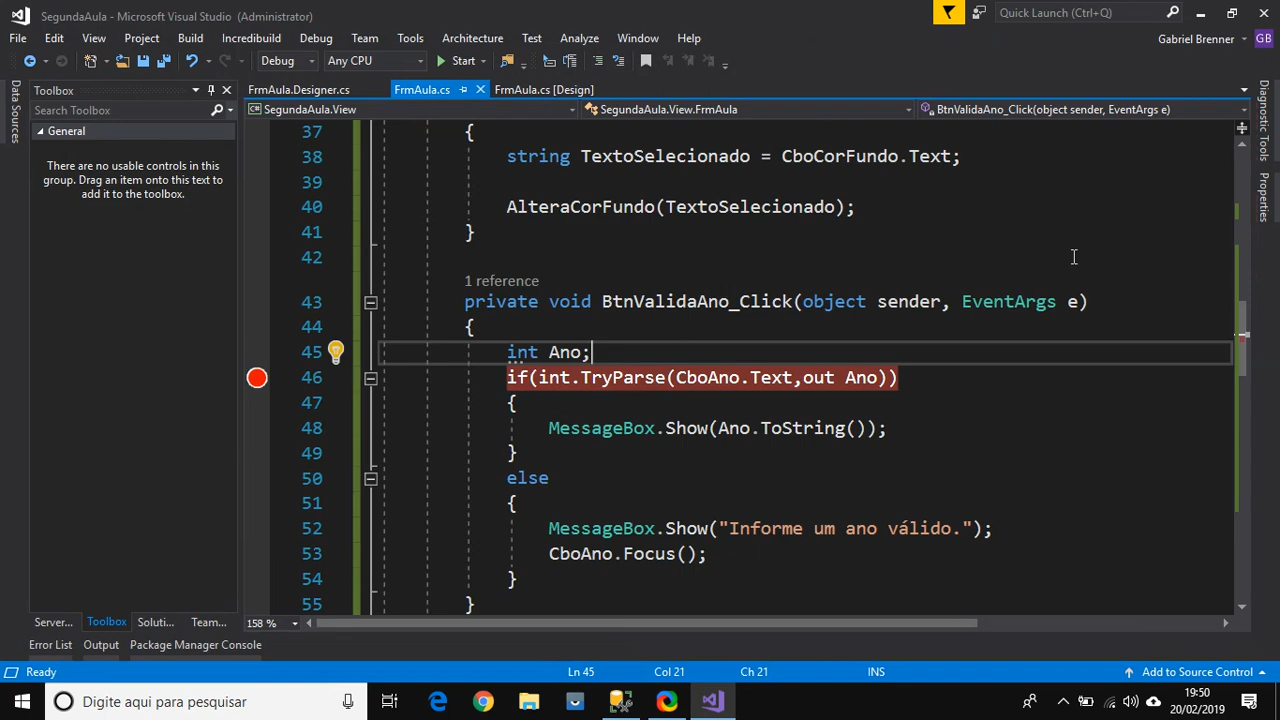 SegundaAula - Microsoft Visual Studio (Administrator)
Quick Launch (Ctrl+Q)
File Edit View Project Build Incredibuild Debug Team Tools Architecture Test Analyze Window Help
Gabriel Brenner
GB
Debug Any CPU Start
Data Sources
Toolbox
Search Toolbox
General
There are no usable controls in this
group. Drag an item onto this text to
add it to the toolbox.
FrmAula.Designer.cs FrmAula.cs FrmAula.cs [Design]
SegundaAula.View SegundaAula.View.FrmAula BtnValidaAno_Click(object sender, EventArgs e)
37 {
38 string TextoSelecionado = CboCorFundo.Text;
39
40 AlteraCorFundo(TextoSelecionado);
41 }
42
1 reference
43 private void BtnValidaAno_Click(object sender, EventArgs e)
44 {
45 int Ano;
46 if(int.TryParse(CboAno.Text,out Ano))
47 {
48 MessageBox.Show(Ano.ToString());
49 }
50 else
51 {
52 MessageBox.Show("Informe um ano válido.");
53 CboAno.Focus();
54 }
55 }
Diagnostic Tools
Properties
158 %
Server... Toolbox Soluti... Team...
Error List Output Package Manager Console
Ready Ln 45 Col 21 Ch 21 INS Add to Source Control
Digite aqui para pesquisar
19:50
20/02/2019